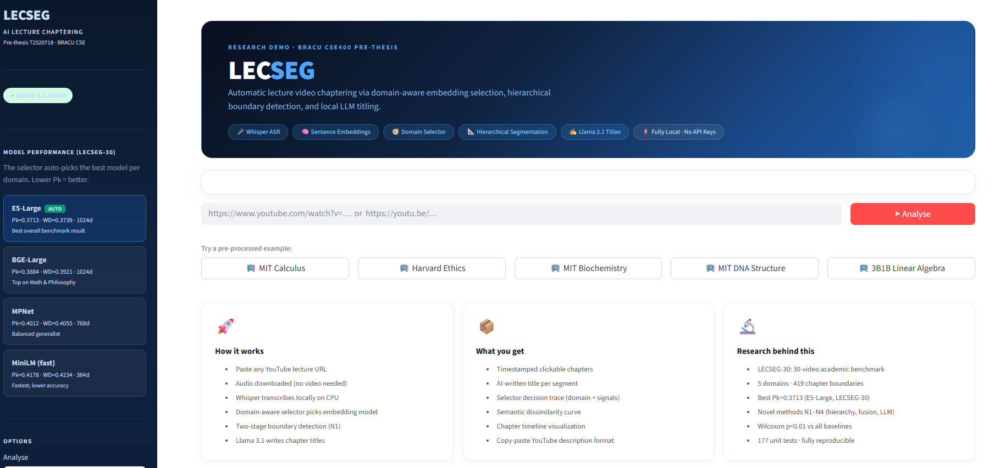 LECSEG
AI LECTURE CHAPTERING
Pre-thesis T2520718 · BRACU CSE
● Llama 3.1 active
MODEL PERFORMANCE (LECSEG-30)
The selector auto-picks the best model per
domain. Lower Pk = better.
E5-Large AUTO
Pk=0.3713 · WD=0.3739 · 1024d
Best overall benchmark result
BGE-Large
Pk=0.3884 · WD=0.3921 · 1024d
Top on Math & Philosophy
MPNet
Pk=0.4012 · WD=0.4055 · 768d
Balanced generalist
MiniLM (fast)
Pk=0.4178 · WD=0.4234 · 384d
Fastest; lower accuracy
OPTIONS
Analyse
RESEARCH DEMO · BRACU CSE400 PRE-THESIS
LECSEG
Automatic lecture video chaptering via domain-aware embedding selection, hierarchical
boundary detection, and local LLM titling.
🎤 Whisper ASR 🧠 Sentence Embeddings 🧭 Domain Selector 📐 Hierarchical Segmentation ✍️ Llama 3.1 Titles ⚡ Fully Local · No API Keys
https://www.youtube.com/watch?v=... or https://youtu.be/...
▶ Analyse
Try a pre-processed example:
📺 MIT Calculus
📺 Harvard Ethics
📺 MIT Biochemistry
📺 MIT DNA Structure
📺 3B1B Linear Algebra
🚀
How it works
• Paste any YouTube lecture URL
• Audio downloaded (no video needed)
• Whisper transcribes locally on CPU
• Domain-aware selector picks embedding model
• Two-stage boundary detection (N1)
• Llama 3.1 writes chapter titles
📦
What you get
• Timestamped clickable chapters
• AI-written title per segment
• Selector decision trace (domain + signals)
• Semantic dissimilarity curve
• Chapter timeline visualization
• Copy-paste YouTube description format
🔬
Research behind this
• LECSEG-30: 30-video academic benchmark
• 5 domains · 419 chapter boundaries
• Best Pk=0.3713 (E5-Large, LECSEG-30)
• Novel methods N1–N4 (hierarchy, fusion, LLM)
• Wilcoxon p<0.01 vs all baselines
• 177 unit tests · fully reproducible